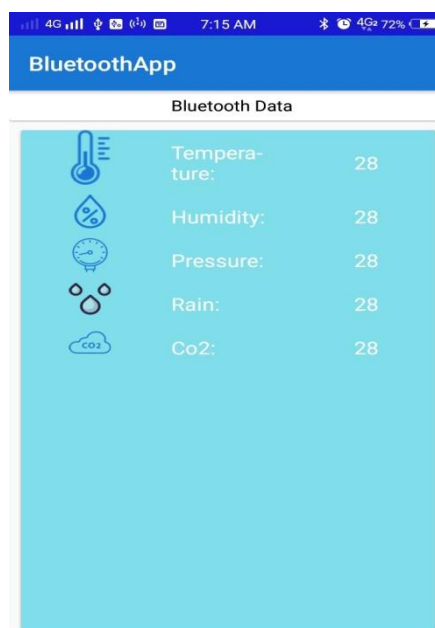 4G 7:15 AM 4G2 72%
BluetoothApp
Bluetooth Data
Tempera-
ture: 28
% Humidity: 28
Pressure: 28
Rain: 28
CO2 Co2: 28